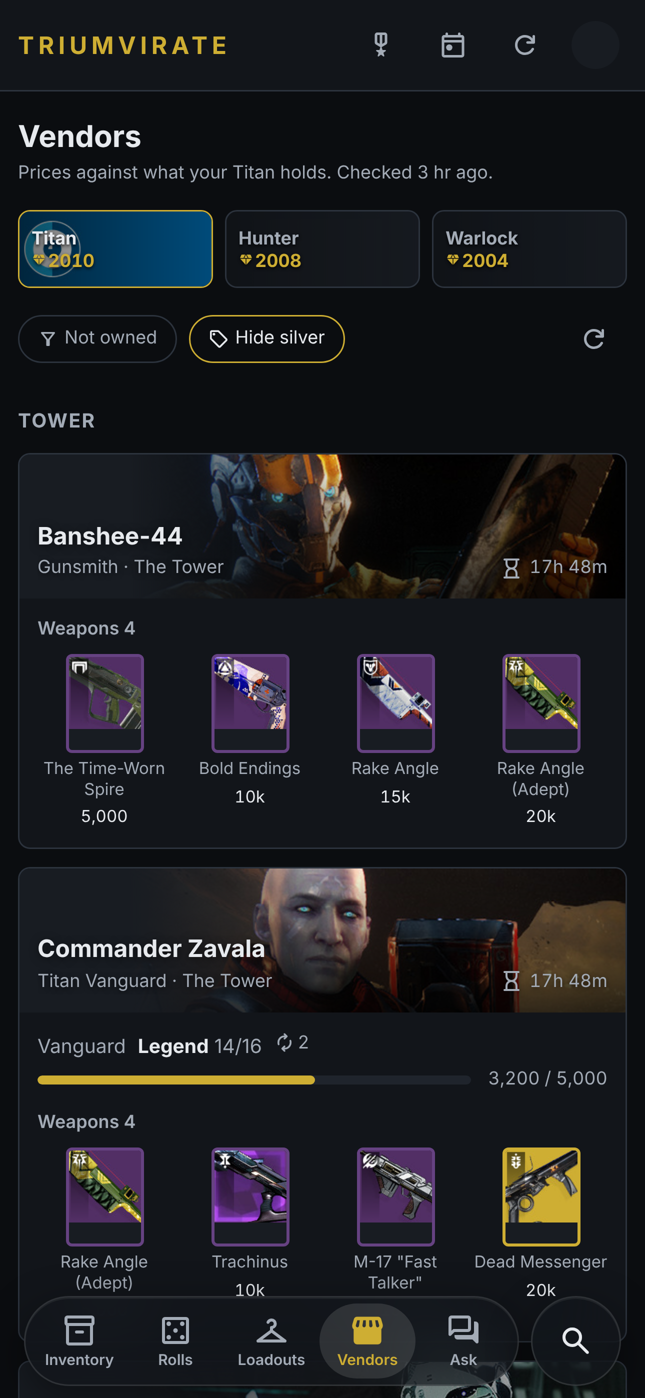 TRIUMVIRATE
Vendors
Prices against what your Titan holds. Checked 3 hr ago.
Titan
2010
Hunter
2008
Warlock
2004
Not owned
Hide silver
TOWER
Banshee-44
Gunsmith · The Tower
17h 48m
Weapons 4
The Time-Worn
Spire
5,000
Bold Endings
10k
Rake Angle
15k
Rake Angle
(Adept)
20k
Commander Zavala
Titan Vanguard · The Tower
17h 48m
Vanguard Legend 14/16 2
3,200 / 5,000
Weapons 4
Rake Angle
(Adept)
Trachinus
10k
M-17 "Fast
Talker"
Dead Messenger
20k
Inventory
Rolls
Loadouts
Vendors
Ask